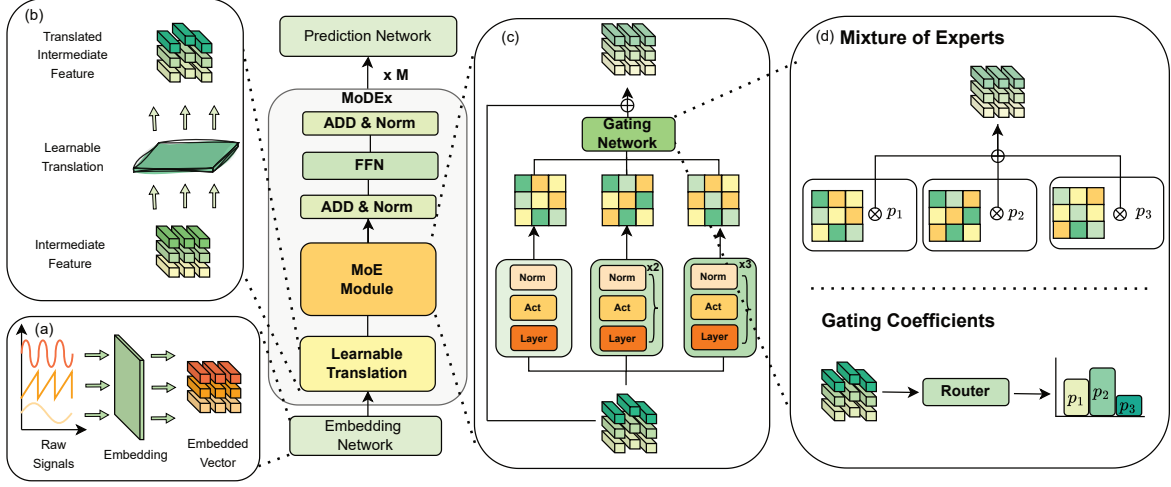 (b)
Translated
Intermediate
Feature
Learnable
Translation
Intermediate
Feature
(a)
Raw
Signals
Embedding
Embedded
Vector
Prediction Network
x M
MoDEx
ADD & Norm
FFN
ADD & Norm
MoE
Module
Learnable
Translation
Embedding
Network
(c)
Gating
Network
Norm
Act
Layer
x2
Norm
Act
Layer
x3
Norm
Act
Layer
(d)
Mixture of Experts
p1
p2
p3
Gating Coefficients
Router
p1
p2
p3